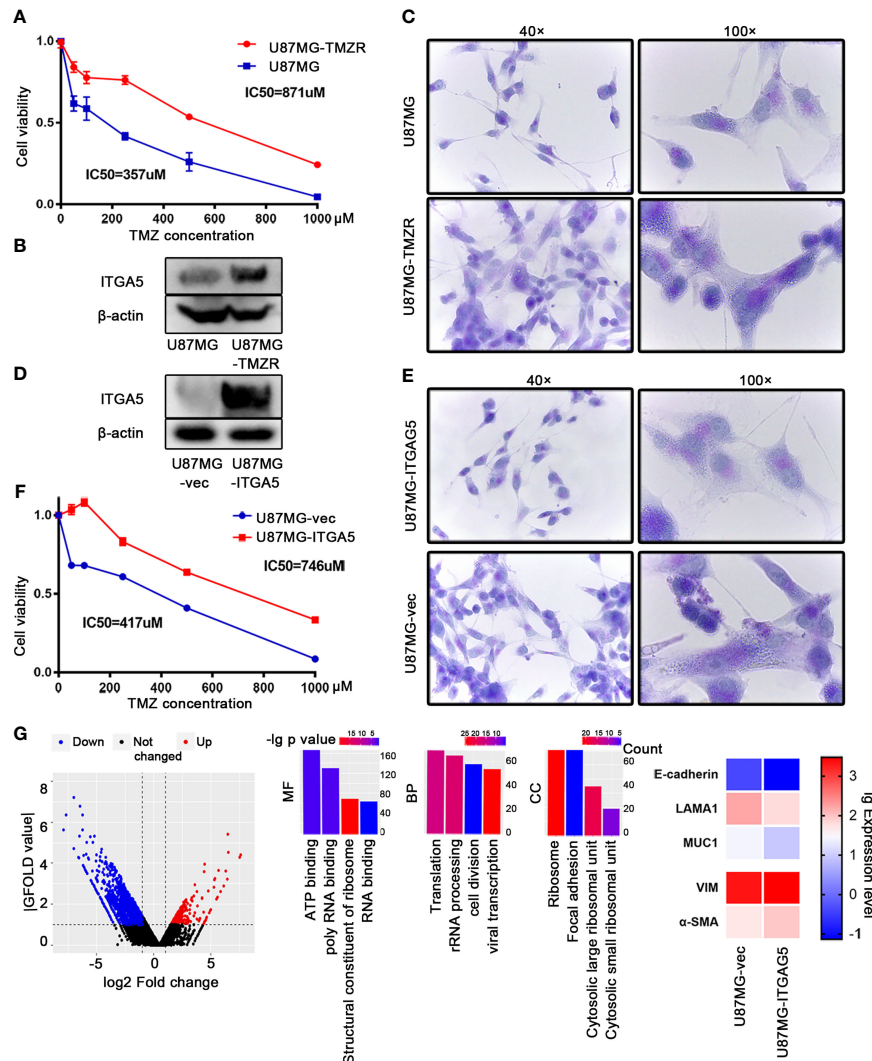 A
1.0
0.5
0.0
Cell viability
U87MG-TMZR
U87MG
IC50=871uM
IC50=357uM
0 200 400 600 800 1000 μM
TMZ concentration
B
ITGA5
β-actin
U87MG U87MG
-TMZR
C
40× 100×
U87MG
U87MG-TMZR
D
ITGA5
β-actin
U87MG
-vec
U87MG
-ITGA5
E
40× 100×
U87MG-ITGAG5
U87MG-vec
F
1.0
0.5
0.0
Cell viability
U87MG-vec
U87MG-ITGA5
IC50=746uM
IC50=417uM
0 200 400 600 800 1000 μM
TMZ concentration
G
Down Not Up
changed
8
6
4
2
0
|GFOLD value|
-5 0 5
log2 Fold change
-lg p value
15 10 5
MF
160
120
80
40
0
ATP binding
poly RNA binding
Structural constituent of ribosome
RNA binding
25 20 15 10
BP
60
40
20
0
Translation
rRNA processing
cell division
viral transcription
20 15 10 5
Count
CC
60
40
20
0
Ribosome
Focal adhesion
Cytosolic large ribosomal unit
Cytosolic small ribosomal unit
E-cadherin
LAMA1
MUC1
VIM
α-SMA
U87MG-vec
U87MG-ITGAG5
3
2
1
0
-1
lg Expression level